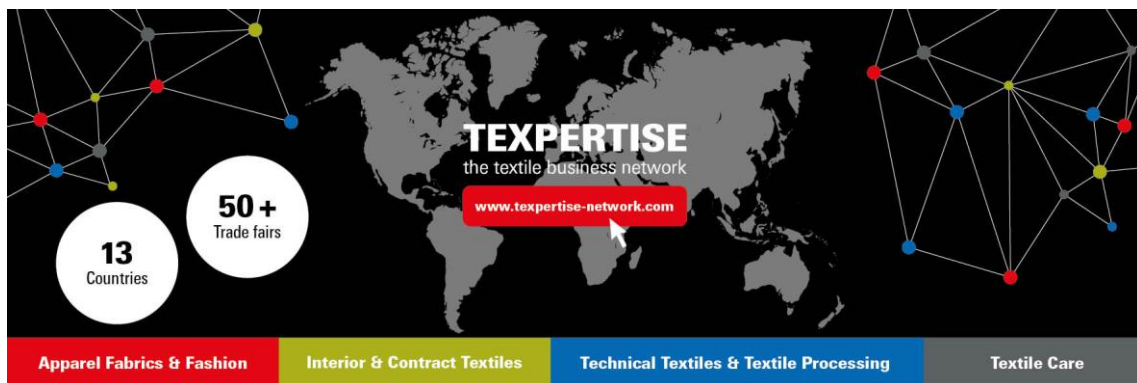 TEXPERTISE
the textile business network
www.texpertise-network.com
50 +
Trade fairs
13
Countries
Apparel Fabrics & Fashion
Interior & Contract Textiles
Technical Textiles & Textile Processing
Textile Care